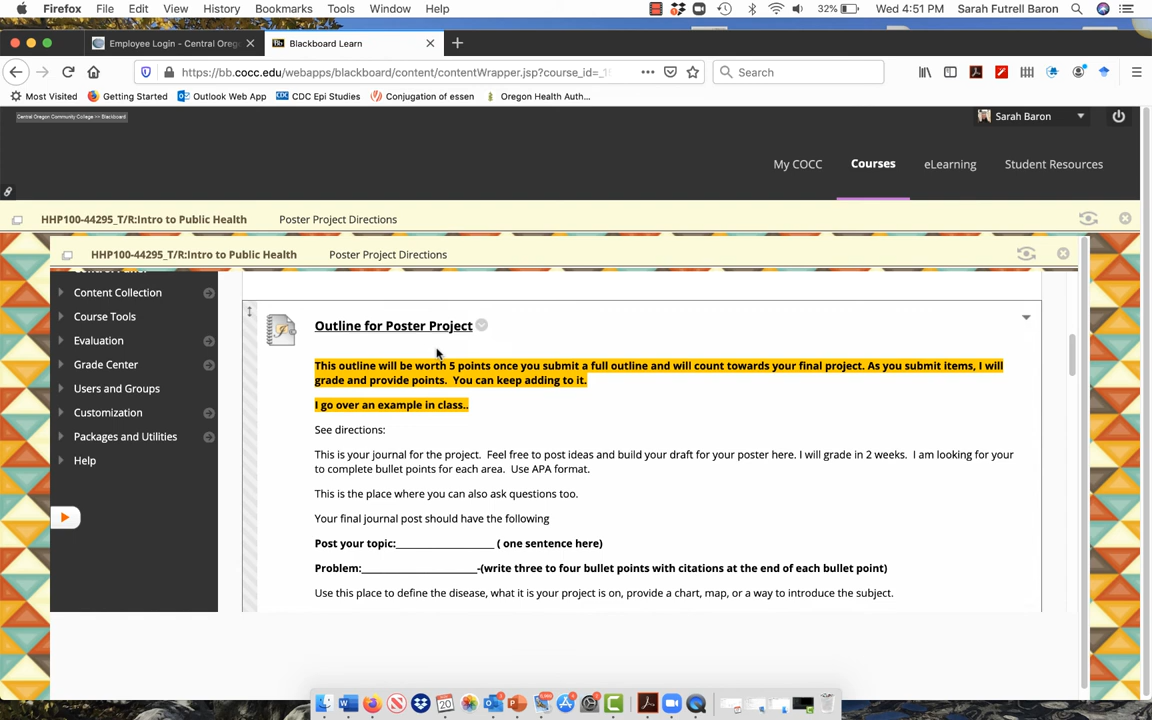 Firefox File Edit View History Bookmarks Tools Window Help 32% Wed 4:51 PM Sarah Futrell Baron
Employee Login - Central Oreg Blackboard Learn
https://bb.cocc.edu/webapps/blackboard/content/contentWrapper.jsp?course_id=_1 Search
Most Visited Getting Started Outlook Web App CDC Epi Studies Conjugation of essen Oregon Health Auth...
Central Oregon Community College >> Blackboard Sarah Baron
My COCC Courses eLearning Student Resources
HHP100-44295_T/R:Intro to Public Health Poster Project Directions
HHP100-44295_T/R:Intro to Public Health Poster Project Directions
Content Collection
Course Tools
Evaluation
Grade Center
Users and Groups
Customization
Packages and Utilities
Help
Outline for Poster Project
This outline will be worth 5 points once you submit a full outline and will count towards your final project. As you submit items, I will
grade and provide points. You can keep adding to it.
I go over an example in class..
See directions:
This is your journal for the project. Feel free to post ideas and build your draft for your poster here. I will grade in 2 weeks. I am looking for your
to complete bullet points for each area. Use APA format.
This is the place where you can also ask questions too.
Your final journal post should have the following
Post your topic:____________________ ( one sentence here)
Problem:_______________________-(write three to four bullet points with citations at the end of each bullet point)
Use this place to define the disease, what it is your project is on, provide a chart, map, or a way to introduce the subject.